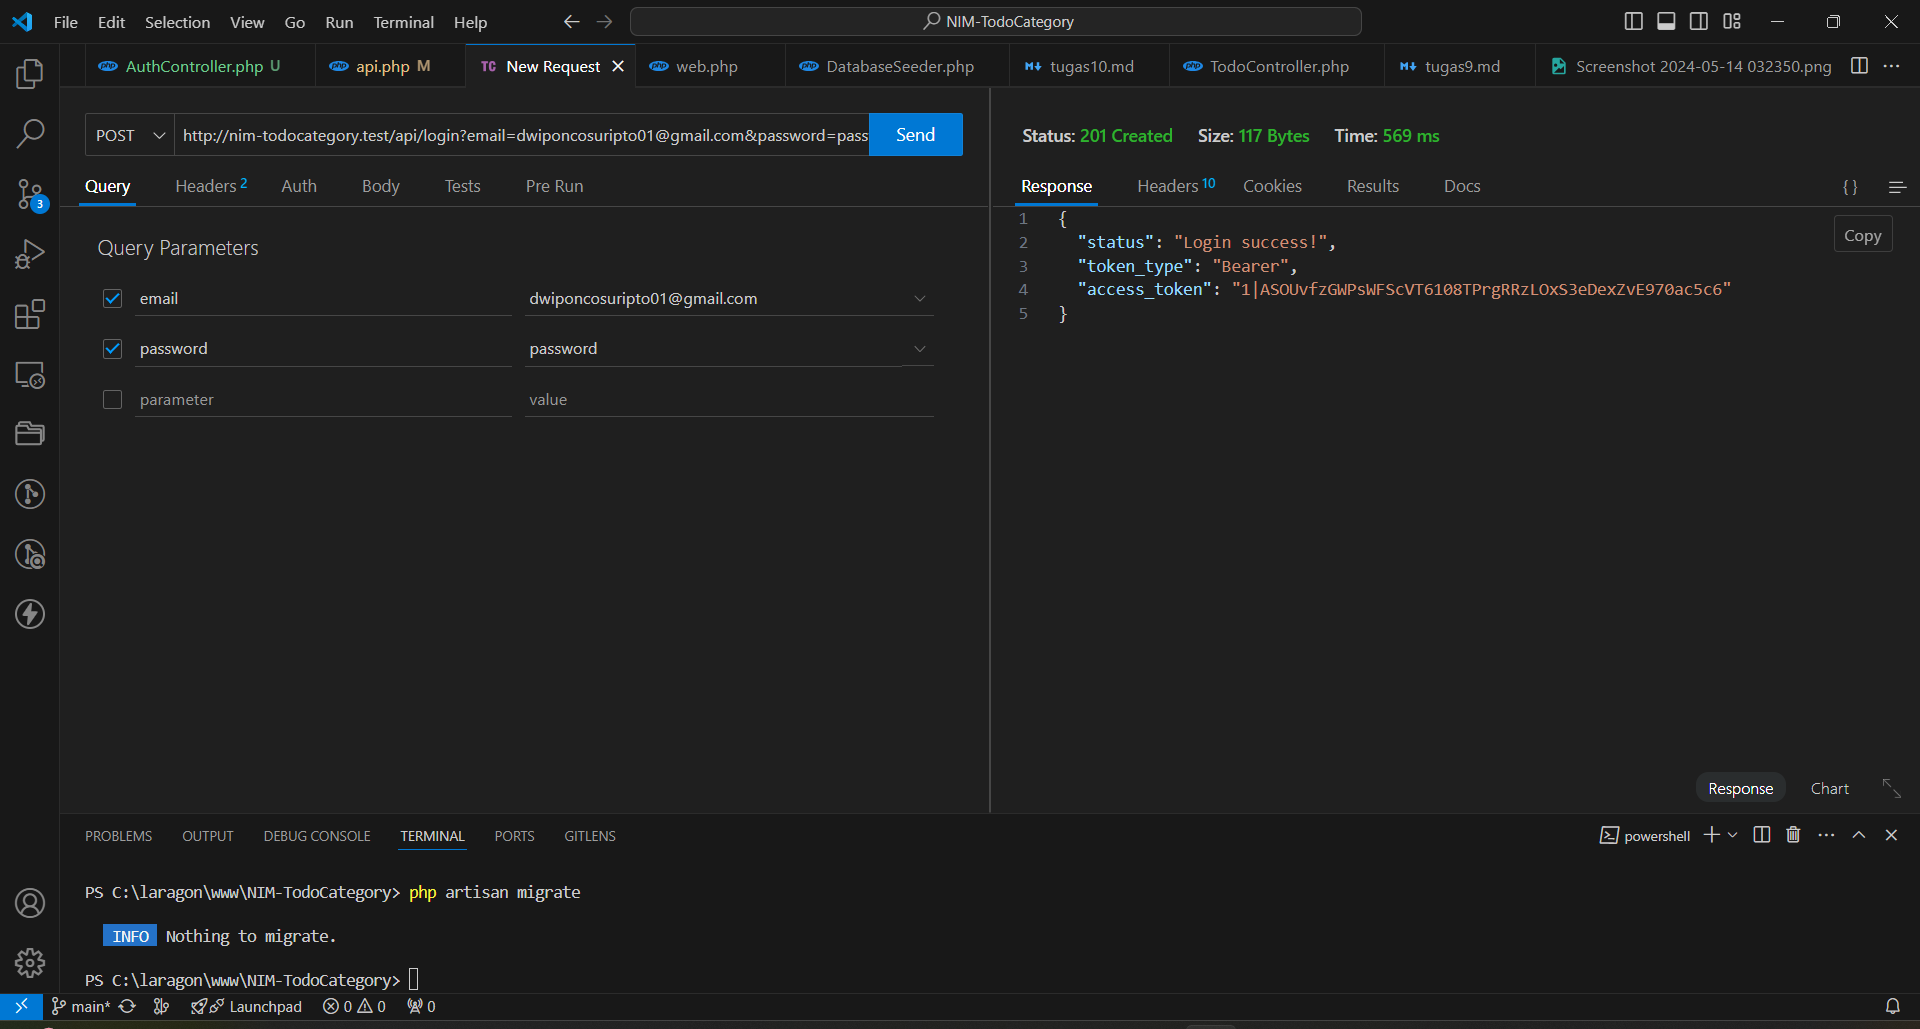 File Edit Selection View Go Run Terminal Help
NIM-TodoCategory
AuthController.php U
api.php M
TC New Request
web.php
DatabaseSeeder.php
tugas10.md
TodoController.php
tugas9.md
Screenshot 2024-05-14 032350.png
POST http://nim-todocategory.test/api/login?email=dwiponcosuripto01@gmail.com&password=pass Send
Query Headers 2 Auth Body Tests Pre Run
Query Parameters
email dwiponcosuripto01@gmail.com
password password
parameter value
Status: 201 Created Size: 117 Bytes Time: 569 ms
Response Headers 10 Cookies Results Docs { }
1 {
2 "status": "Login success!",
3 "token_type": "Bearer",
4 "access_token": "1|ASOUvfzGWPsWFScVT6108TPrgRRzLOxS3eDexZvE970ac5c6"
5 }
Copy
Response Chart
3
PROBLEMS OUTPUT DEBUG CONSOLE TERMINAL PORTS GITLENS
powershell
PS C:\laragon\www\NIM-TodoCategory> php artisan migrate
INFO Nothing to migrate.
PS C:\laragon\www\NIM-TodoCategory>
main* Launchpad 0 0 0